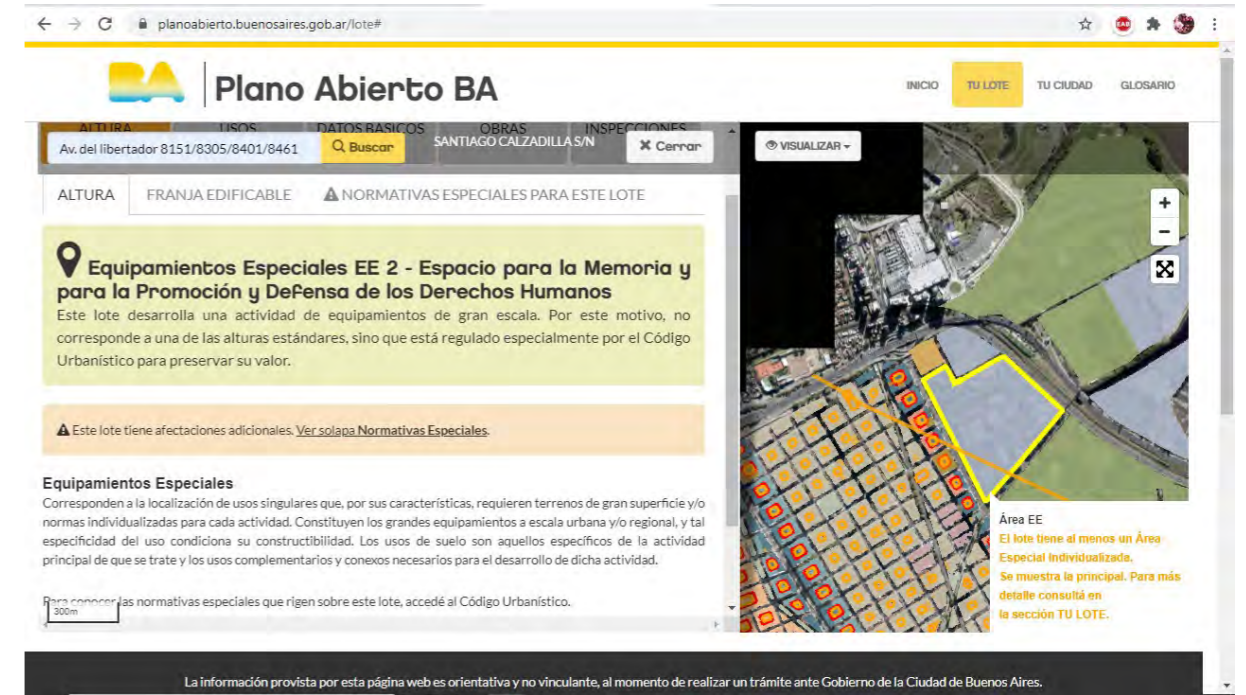 planoabierto.buenosaires.gob.ar/lote#
BA
Plano Abierto BA
INICIO
TU LOTE
TU CIUDAD
GLOSARIO
ALTURA USOS DATOS BASICOS OBRAS INSPECCIONES
Av. del libertador 8151/8305/8401/8461
Buscar
SANTIAGO CALZADILLA S/N
Cerrar
VISUALIZAR
ALTURA
FRANJA EDIFICABLE
NORMATIVAS ESPECIALES PARA ESTE LOTE
Equipamientos Especiales EE 2 - Espacio para la Memoria y
para la Promoción y Defensa de los Derechos Humanos
Este lote desarrolla una actividad de equipamientos de gran escala. Por este motivo, no
corresponde a una de las alturas estándares, sino que está regulado especialmente por el Código
Urbanístico para preservar su valor.
Este lote tiene afectaciones adicionales. Ver solapa Normativas Especiales.
Equipamientos Especiales
Corresponden a la localización de usos singulares que, por sus características, requieren terrenos de gran superficie y/o
normas individualizadas para cada actividad. Constituyen los grandes equipamientos a escala urbana y/o regional, y tal
especificidad del uso condiciona su constructibilidad. Los usos de suelo son aquellos específicos de la actividad
principal de que se trate y los usos complementarios y conexos necesarios para el desarrollo de dicha actividad.
Para conocer las normativas especiales que rigen sobre este lote, accedé al Código Urbanístico.
300m
+
−
Área EE
El lote tiene al menos un Área
Especial Individualizada.
Se muestra la principal. Para más
detalle consultá en
la sección TU LOTE.
La información provista por esta página web es orientativa y no vinculante, al momento de realizar un trámite ante Gobierno de la Ciudad de Buenos Aires.